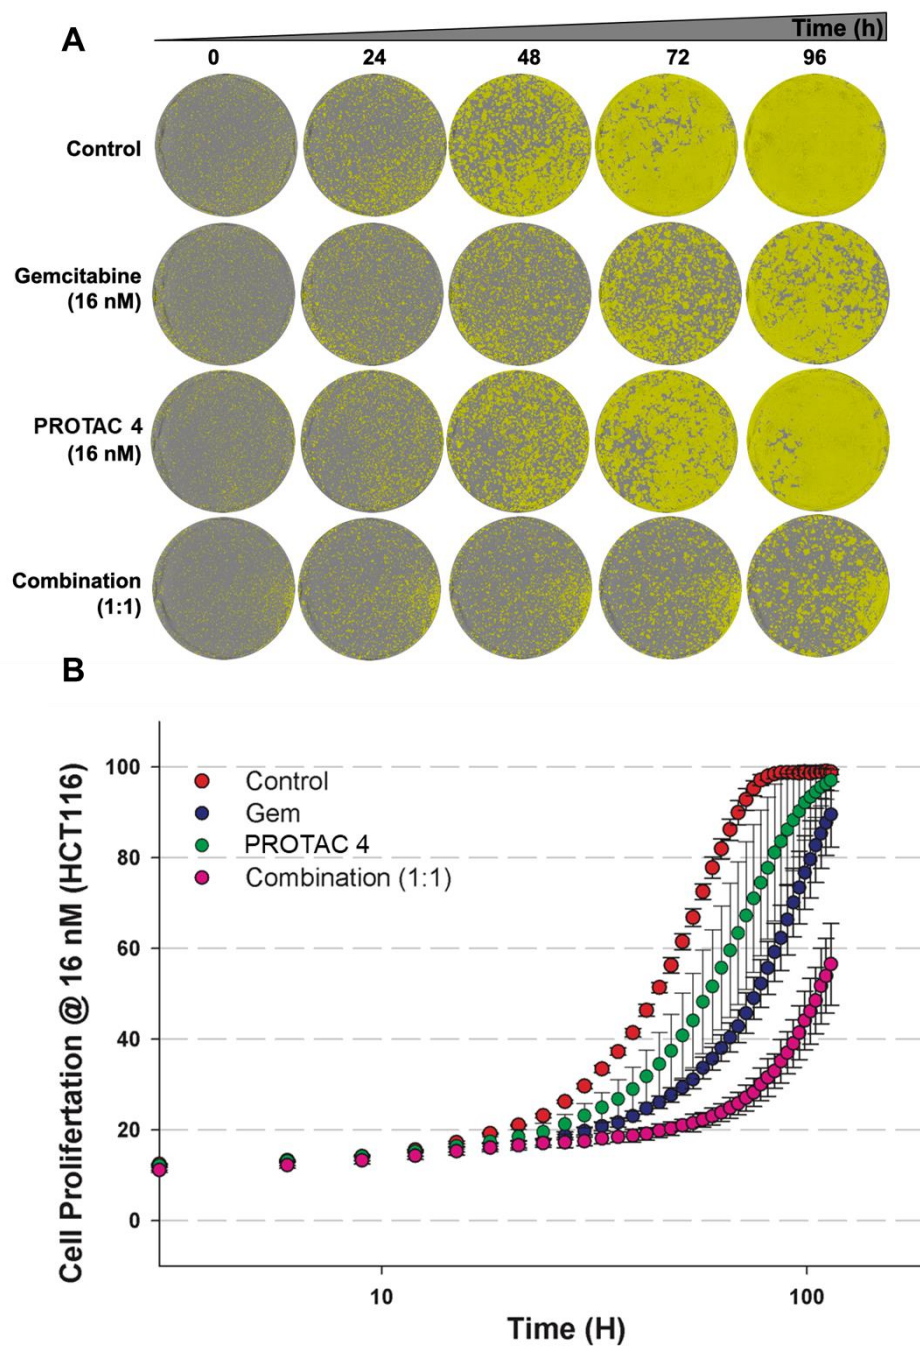 A
Time (h)
0 24 48 72 96
Control
Gemcitabine
(16 nM)
PROTAC 4
(16 nM)
Combination
(1:1)
B
Cell Prolifertation @ 16 nM (HCT116)
100
80
60
40
20
0
Control
Gem
PROTAC 4
Combination (1:1)
10 100
Time (H)